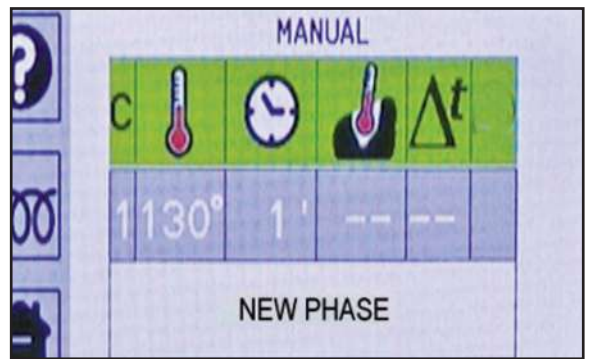 MANUAL
? C Δt
1 130° 1 ' -- --
NEW PHASE